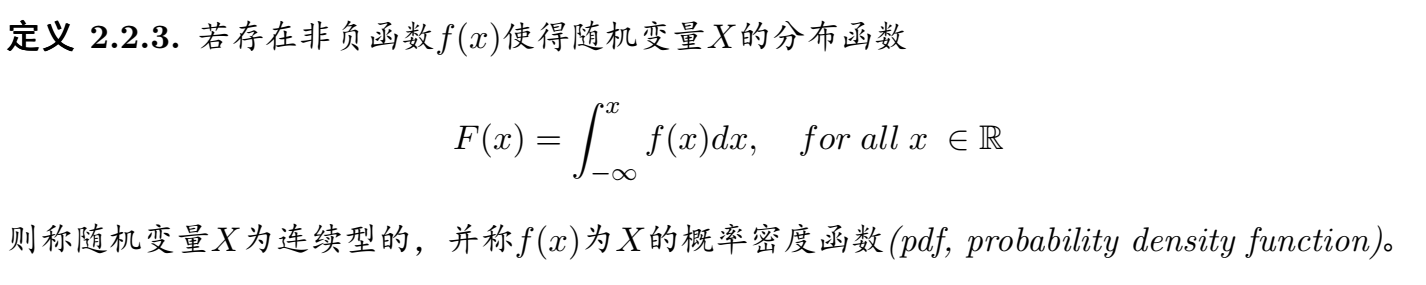 定义 2.2.3. 若存在非负函数f(x)使得随机变量X的分布函数
F(x) = ∫_{−∞}^{x} f(x)dx, for all x ∈ ℝ
则称随机变量X为连续型的，并称f(x)为X的概率密度函数(pdf, probability density function)。